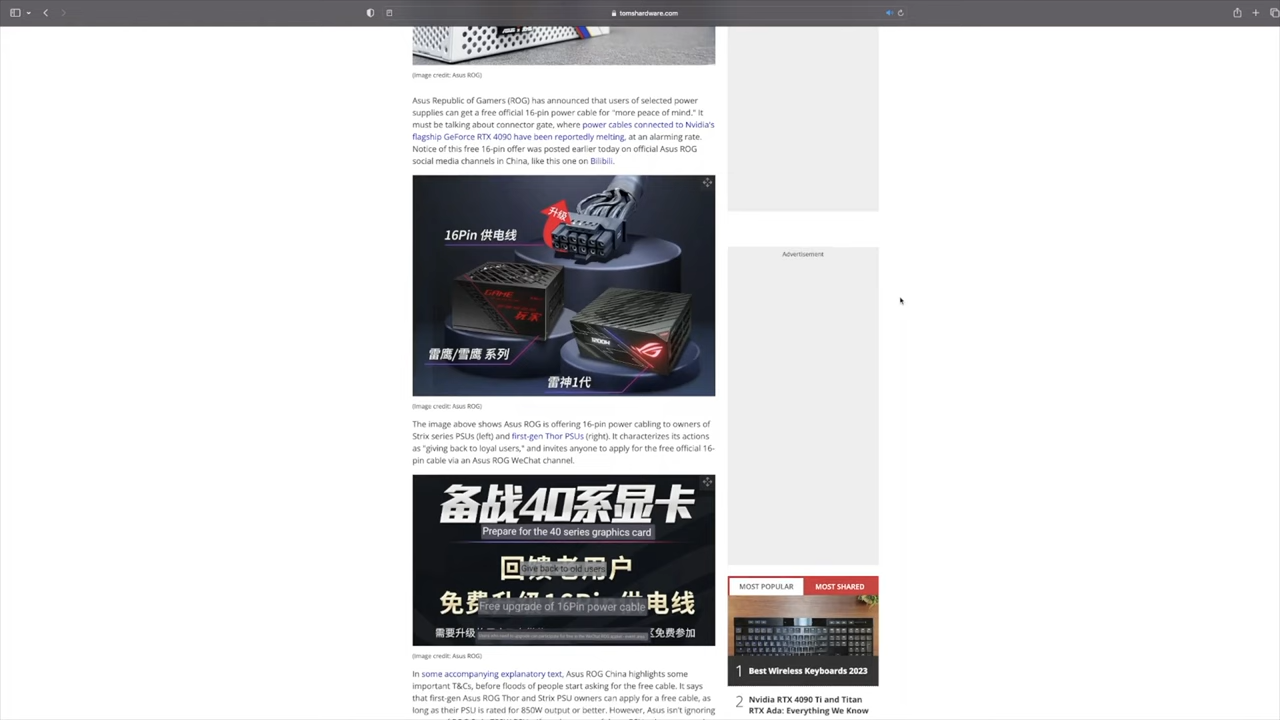 tomshardware.com
(Image credit: Asus ROG)
Asus Republic of Gamers (ROG) has announced that users of selected power
supplies can get a free official 16-pin power cable for "more peace of mind." It
must be talking about connector gate, where power cables connected to Nvidia's
flagship GeForce RTX 4090 have been reportedly melting, at an alarming rate.
Notice of this free 16-pin offer was posted earlier today on official Asus ROG
social media channels in China, like this one on Bilibili.
升级
16Pin 供电线
1200W
雷鹰/雪鹰 系列
雷神1代
(Image credit: Asus ROG)
The image above shows Asus ROG is offering 16-pin power cabling to owners of
Strix series PSUs (left) and first-gen Thor PSUs (right). It characterizes its actions
as "giving back to loyal users," and invites anyone to apply for the free official 16-
pin cable via an Asus ROG WeChat channel.
备战40系显卡
Prepare for the 40 series graphics card
回馈老用户
Give back to old users
免费升级16Pin 供电线
Free upgrade of 16Pin power cable
需要升级
免费参加
(Image credit: Asus ROG)
In some accompanying explanatory text, Asus ROG China highlights some
important T&Cs, before floods of people start asking for the free cable. It says
that first-gen Asus ROG Thor and Strix PSU owners can apply for a free cable, as
long as their PSU is rated for 850W output or better. However, Asus isn't ignoring
Advertisement
MOST POPULAR
MOST SHARED
1 Best Wireless Keyboards 2023
2 Nvidia RTX 4090 Ti and Titan
RTX Ada: Everything We Know